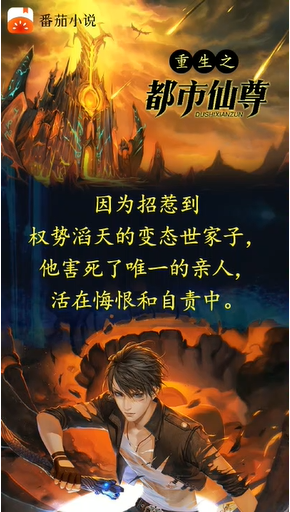 番茄小说
重生之
都市仙尊
DUSHIXIANZUN
因为招惹到
权势滔天的变态世家子，
他害死了唯一的亲人，
活在悔恨和自责中。